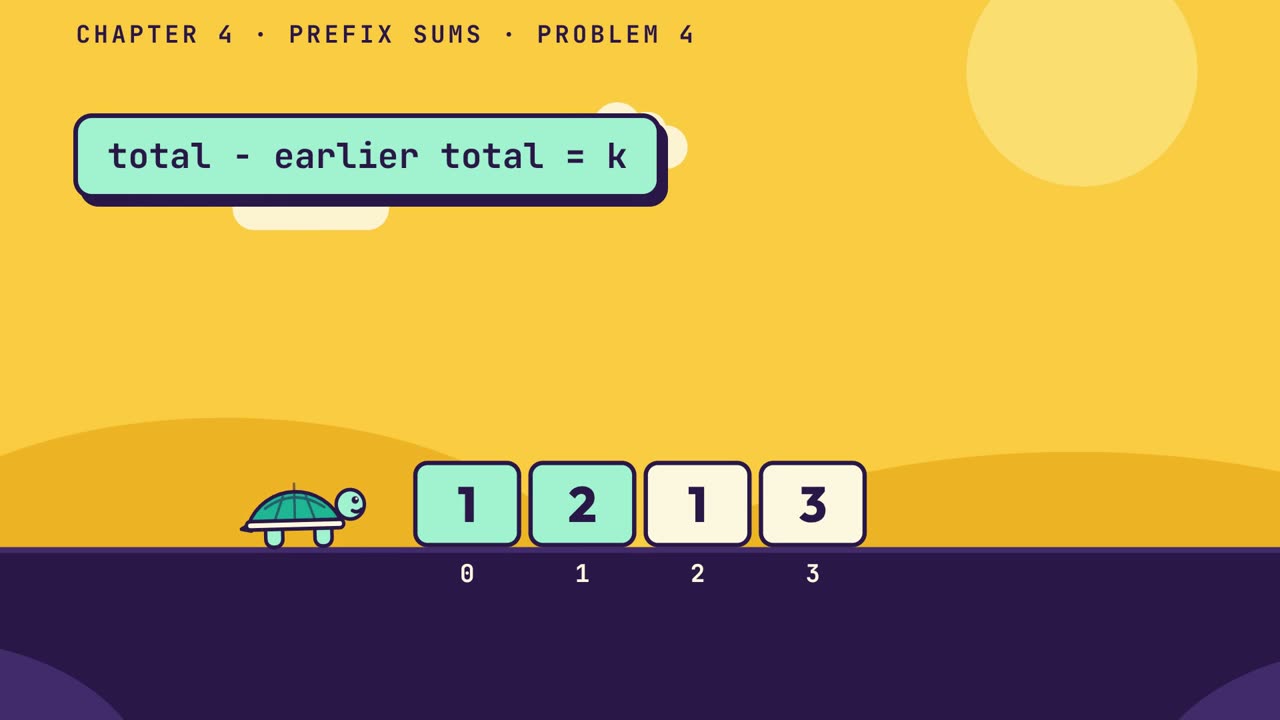 CHAPTER 4 · PREFIX SUMS · PROBLEM 4
total - earlier total = k
1 2 1 3
0 1 2 3